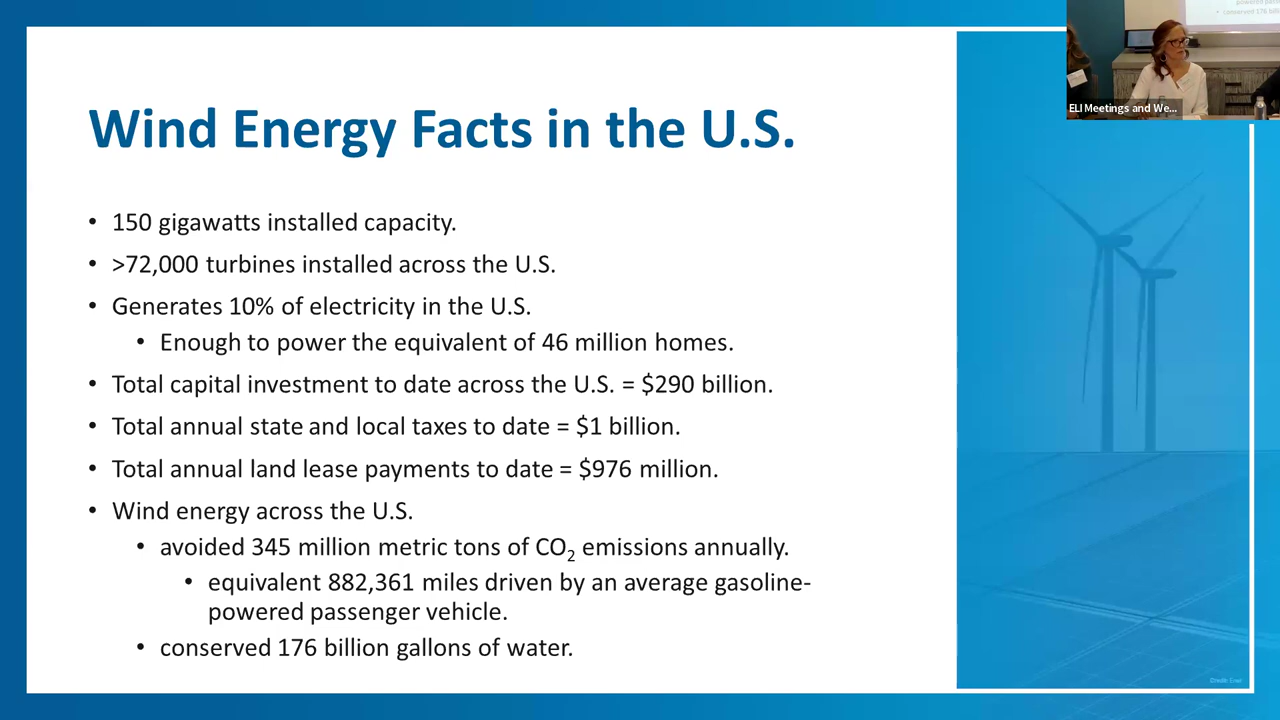 Wind Energy Facts in the U.S.
• 150 gigawatts installed capacity.
• >72,000 turbines installed across the U.S.
• Generates 10% of electricity in the U.S.
• Enough to power the equivalent of 46 million homes.
• Total capital investment to date across the U.S. = $290 billion.
• Total annual state and local taxes to date = $1 billion.
• Total annual land lease payments to date = $976 million.
• Wind energy across the U.S.
• avoided 345 million metric tons of CO₂ emissions annually.
• equivalent 882,361 miles driven by an average gasoline-
powered passenger vehicle.
• conserved 176 billion gallons of water.
ELI Meetings and We...
• conserved 176 bill